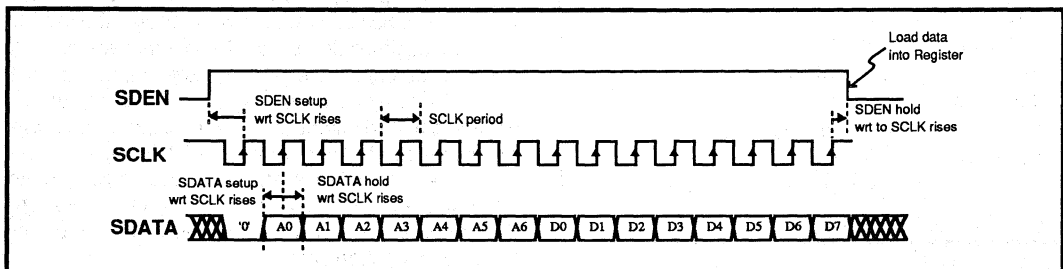 Load data
into Register
SDEN
SDEN setup
wrt SCLK rises
SCLK period
SDEN hold
wrt to SCLK rises
SCLK
SDATA setup
wrt SCLK rises
SDATA hold
wrt SCLK rises
SDATA '0' A0 A1 A2 A3 A4 A5 A6 D0 D1 D2 D3 D4 D5 D6 D7